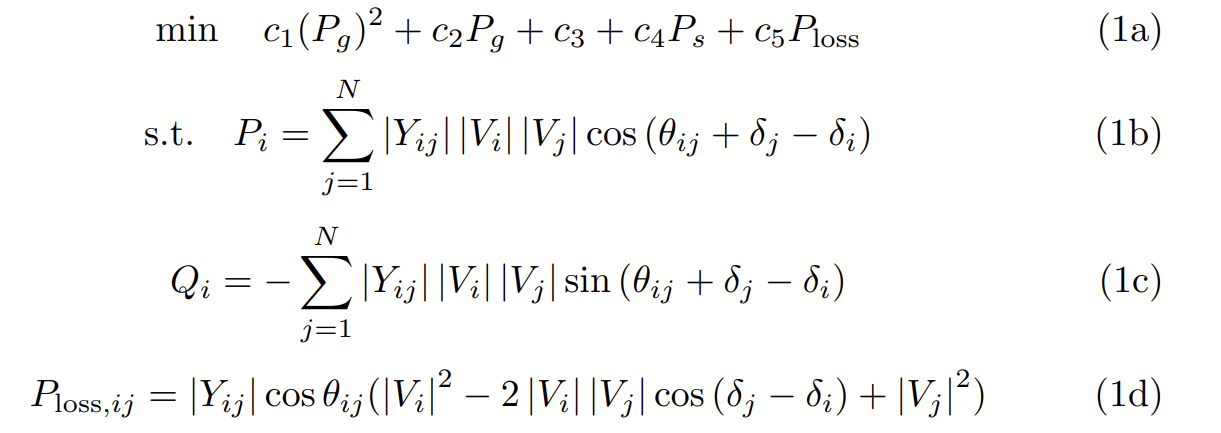 min c₁(P_g)² + c₂P_g + c₃ + c₄P_s + c₅P_loss (1a)
s.t. P_i = ∑_{j=1}^{N} |Y_ij| |V_i| |V_j| cos (θ_ij + δ_j − δ_i) (1b)
Q_i = − ∑_{j=1}^{N} |Y_ij| |V_i| |V_j| sin (θ_ij + δ_j − δ_i) (1c)
P_loss,ij = |Y_ij| cos θ_ij(|V_i|² − 2 |V_i| |V_j| cos (δ_j − δ_i) + |V_j|²) (1d)